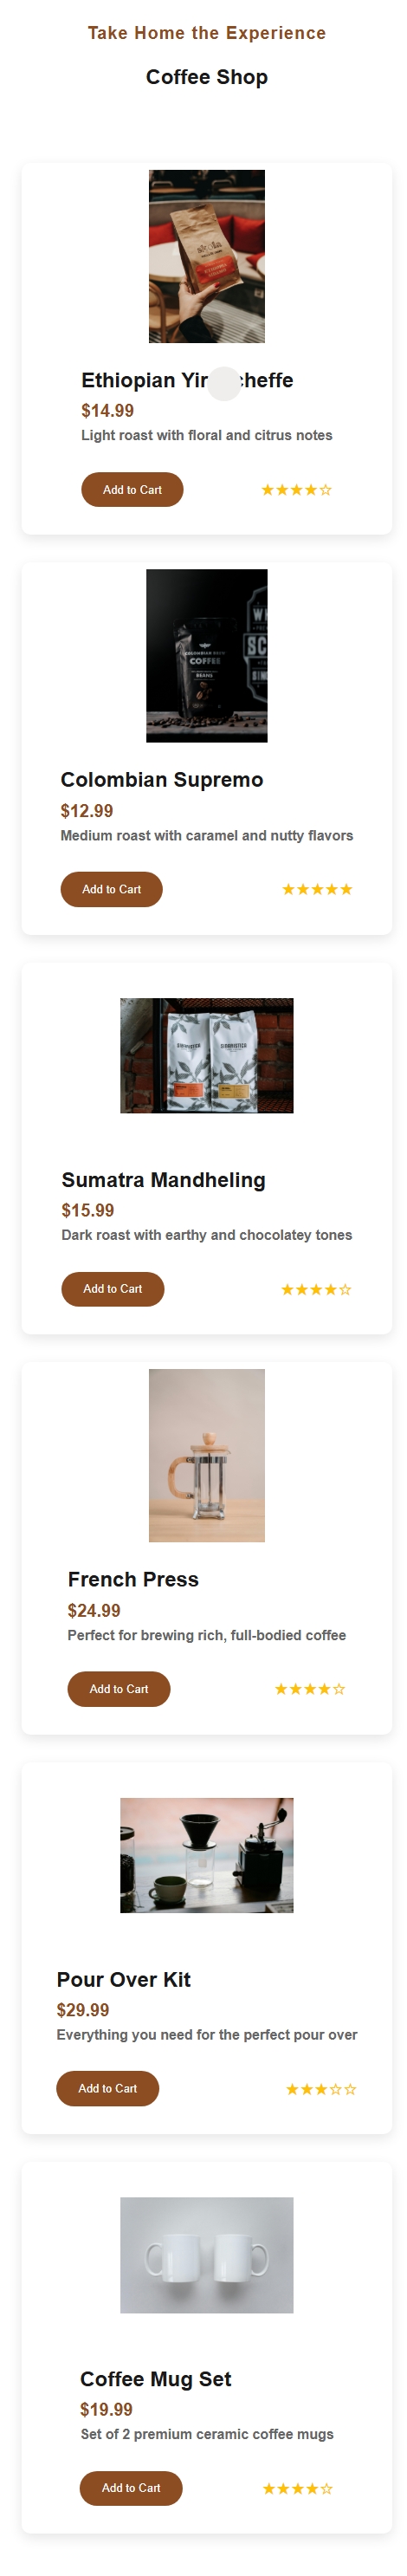 Take Home the Experience
Coffee Shop
Ethiopian
$14.99
Light roast with floral and citrus notes
Add to Cart
★★★★☆
COLOMBIAN BREW
COFFEE
BEANS
Colombian Supremo
$12.99
Medium roast with caramel and nutty flavors
Add to Cart
★★★★★
Sumatra Mandheling
$15.99
Dark roast with earthy and chocolatey tones
Add to Cart
★★★★☆
French Press
$24.99
Perfect for brewing rich, full-bodied coffee
Add to Cart
★★★★☆
Pour Over Kit
$29.99
Everything you need for the perfect pour over
Add to Cart
★★★☆☆
Coffee Mug Set
$19.99
Set of 2 premium ceramic coffee mugs
Add to Cart
★★★★☆